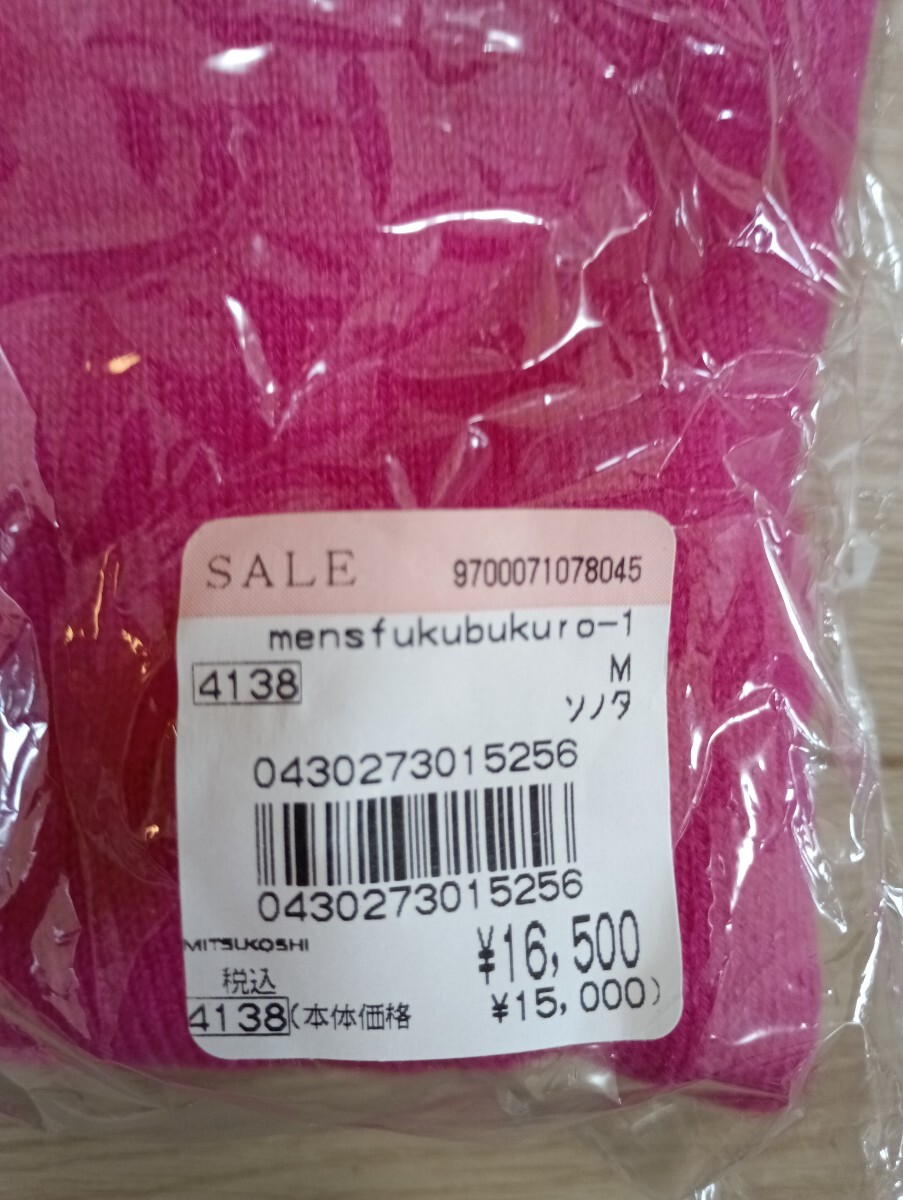 SALE 9700071078045
mensfukubukuro-1
4138 M
ソノタ
0430273015256
0430273015256
MITSUKOSHI ¥16,500
税込
4138(本体価格 ¥15,000)